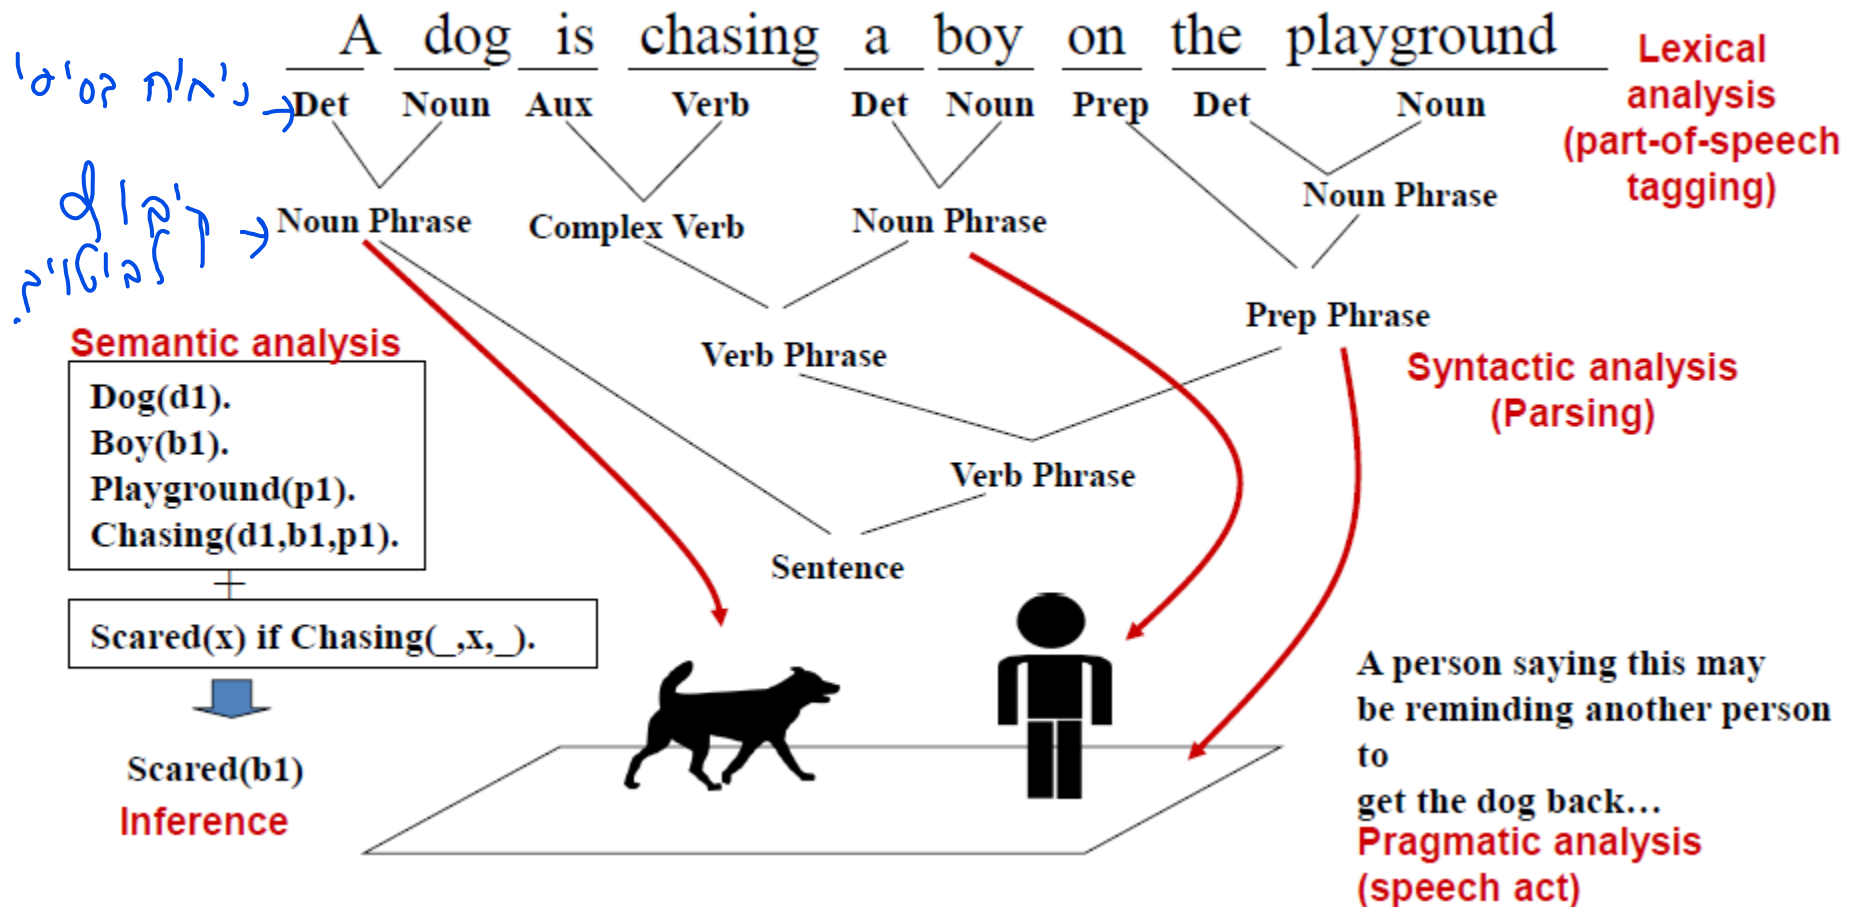 A dog is chasing a boy on the playground
Lexical
analysis
(part-of-speech
tagging)
ניתוח בסיסי
Det Noun Aux Verb Det Noun Prep Det Noun
קיבוץ
לביטויים.
Noun Phrase Complex Verb Noun Phrase Noun Phrase
Prep Phrase
Verb Phrase
Syntactic analysis
(Parsing)
Verb Phrase
Sentence
Semantic analysis
Dog(d1).
Boy(b1).
Playground(p1).
Chasing(d1,b1,p1).
+
Scared(x) if Chasing(_,x,_).
Scared(b1)
Inference
A person saying this may
be reminding another person
to
get the dog back…
Pragmatic analysis
(speech act)